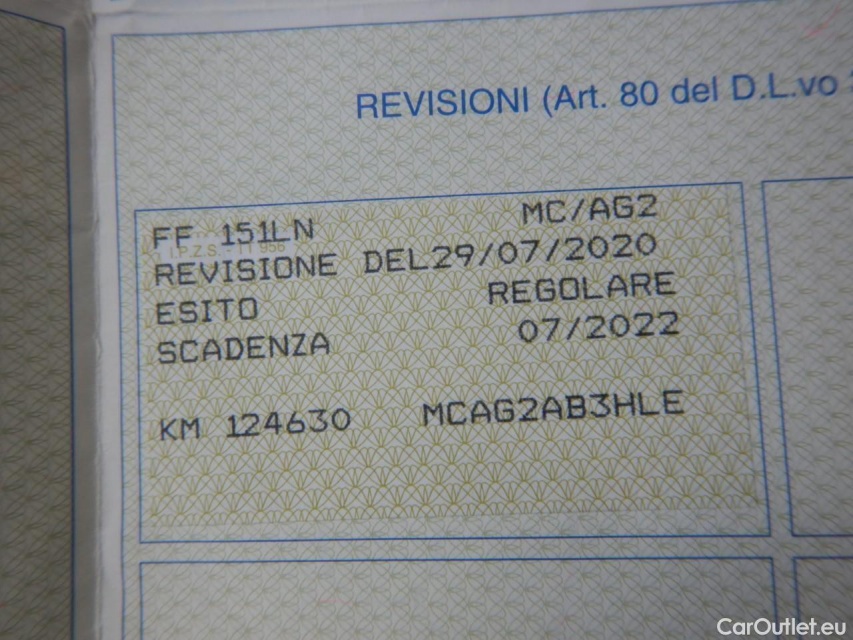 REVISIONI (Art. 80 del D.L.vo
FF 151LN MC/AG2
REVISIONE DEL29/07/2020
ESITO REGOLARE
SCADENZA 07/2022
KM 124630 MCAG2AB3HLE
CarOutlet.eu